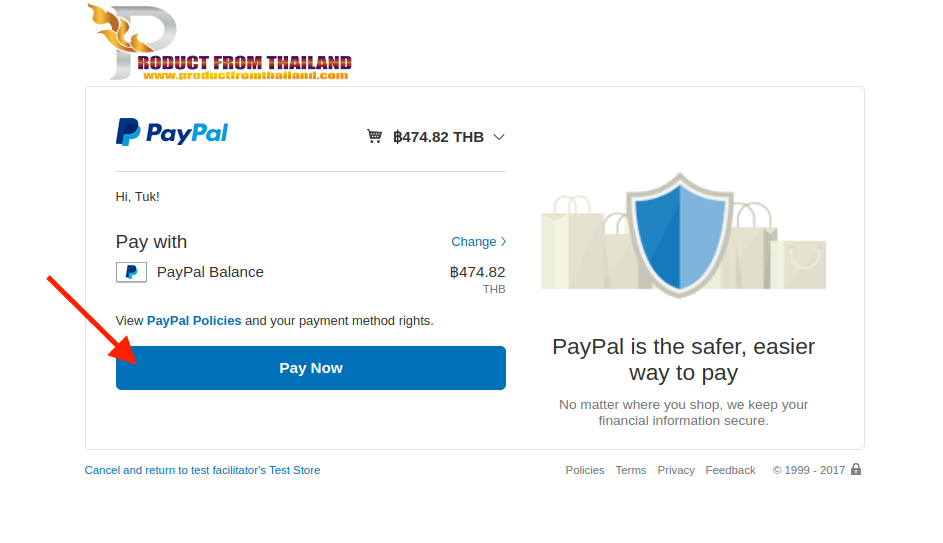 PRODUCT FROM THAILAND
www.productfromthailand.com
PayPal
฿474.82 THB
Hi, Tuk!
Pay with
Change
PayPal Balance
฿474.82
THB
View PayPal Policies and your payment method rights.
Pay Now
PayPal is the safer, easier
way to pay
No matter where you shop, we keep your
financial information secure.
Cancel and return to test facilitator's Test Store
Policies Terms Privacy Feedback © 1999 - 2017